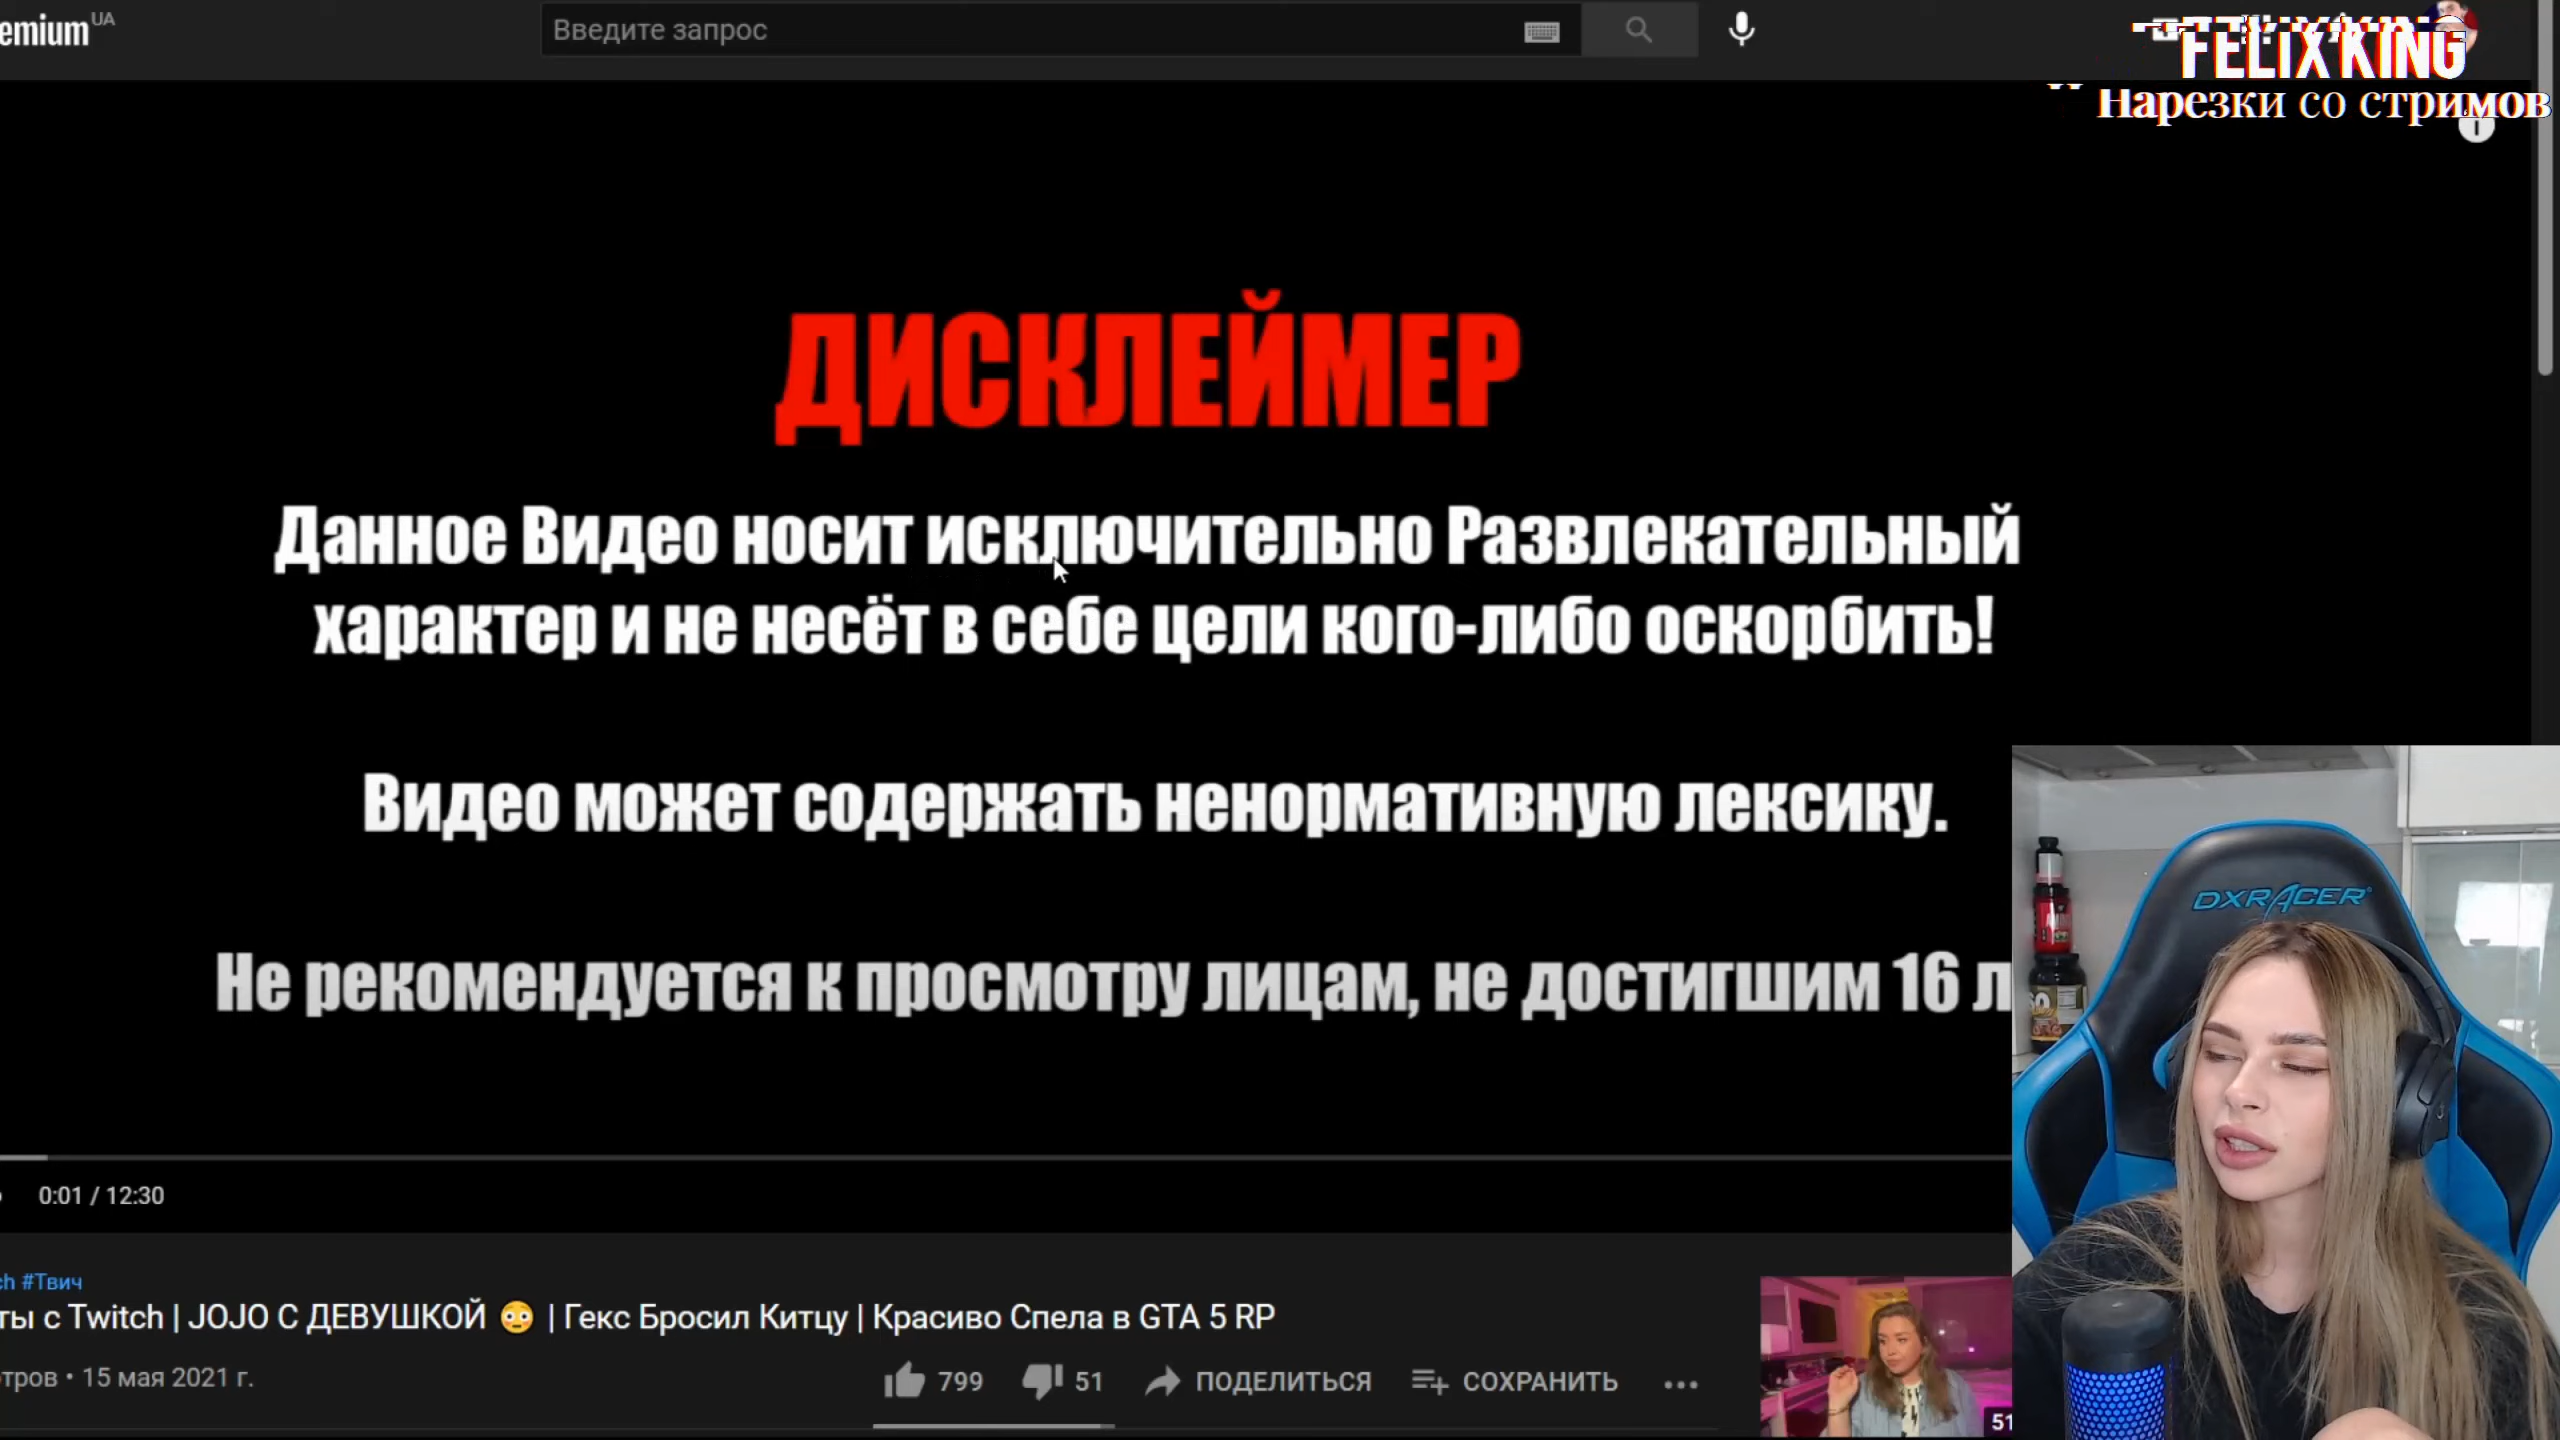 emium UA
Введите запрос
FELIX KING
Нарезки со стримов
ДИСКЛЕЙМЕР
Данное Видео носит исключительно Развлекательный
характер и не несёт в себе цели кого-либо оскорбить!
Видео может содержать ненормативную лексику.
Не рекомендуется к просмотру лицам, не достигшим 16 л
DXRACER
0:01 / 12:30
ch #Твич
ты с Twitch | JOJO С ДЕВУШКОЙ 😳 | Гекс Бросил Китцу | Красиво Спела в GTA 5 RP
тров • 15 мая 2021 г.
799
51
ПОДЕЛИТЬСЯ
СОХРАНИТЬ
51